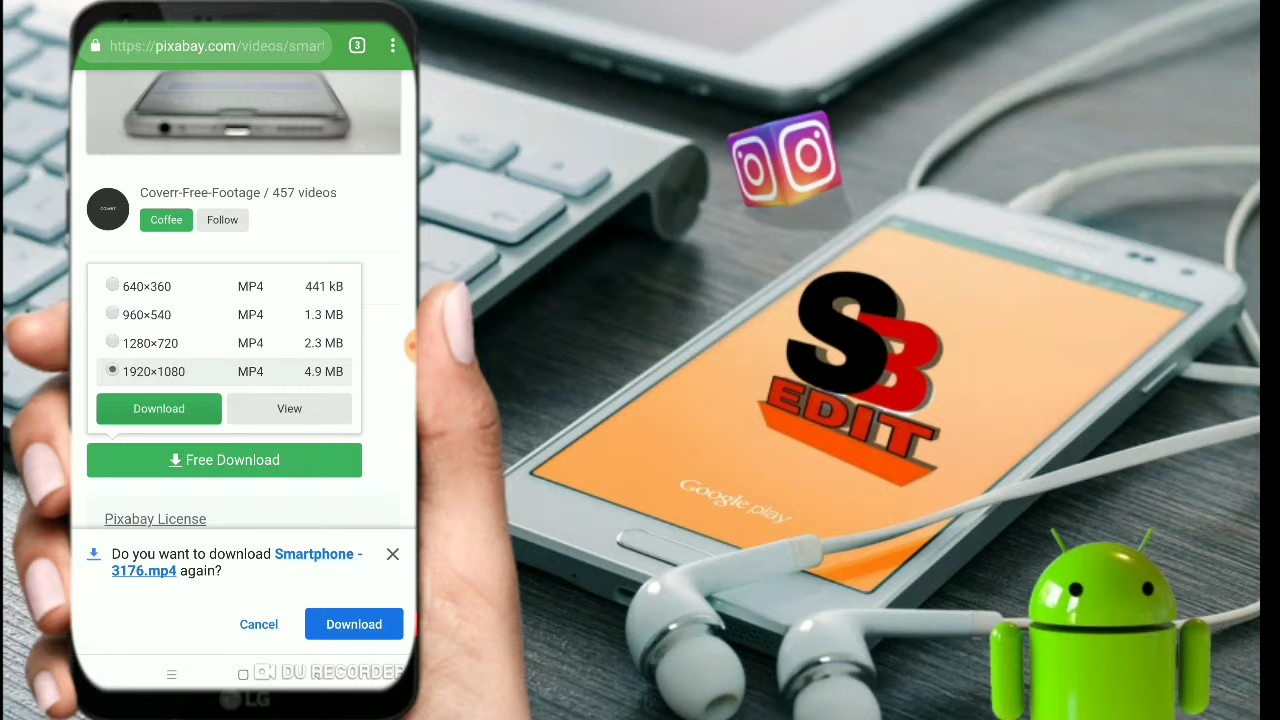 https://pixabay.com/videos/smart
3
Coverr-Free-Footage / 457 videos
Coffee Follow
640×360 MP4 441 kB
960×540 MP4 1.3 MB
1280×720 MP4 2.3 MB
1920×1080 MP4 4.9 MB
Download View
Free Download
Pixabay License
Do you want to download Smartphone -
3176.mp4 again?
Cancel Download
DU RECORDER
LG
SB
EDIT
Google play